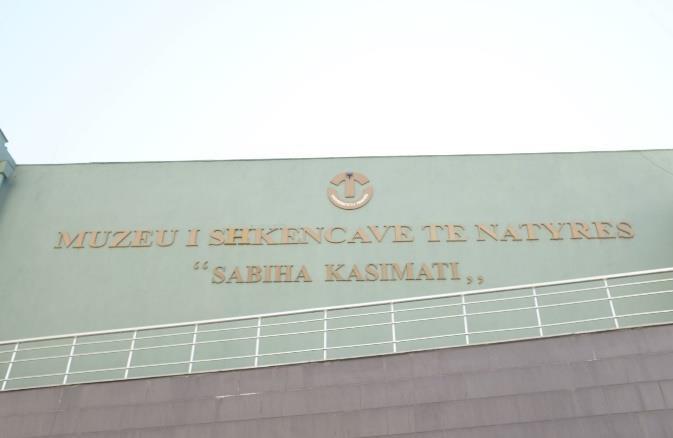 MUZEU I SHKENCAVE TE NATYRES
“SABIHA KASIMATI„